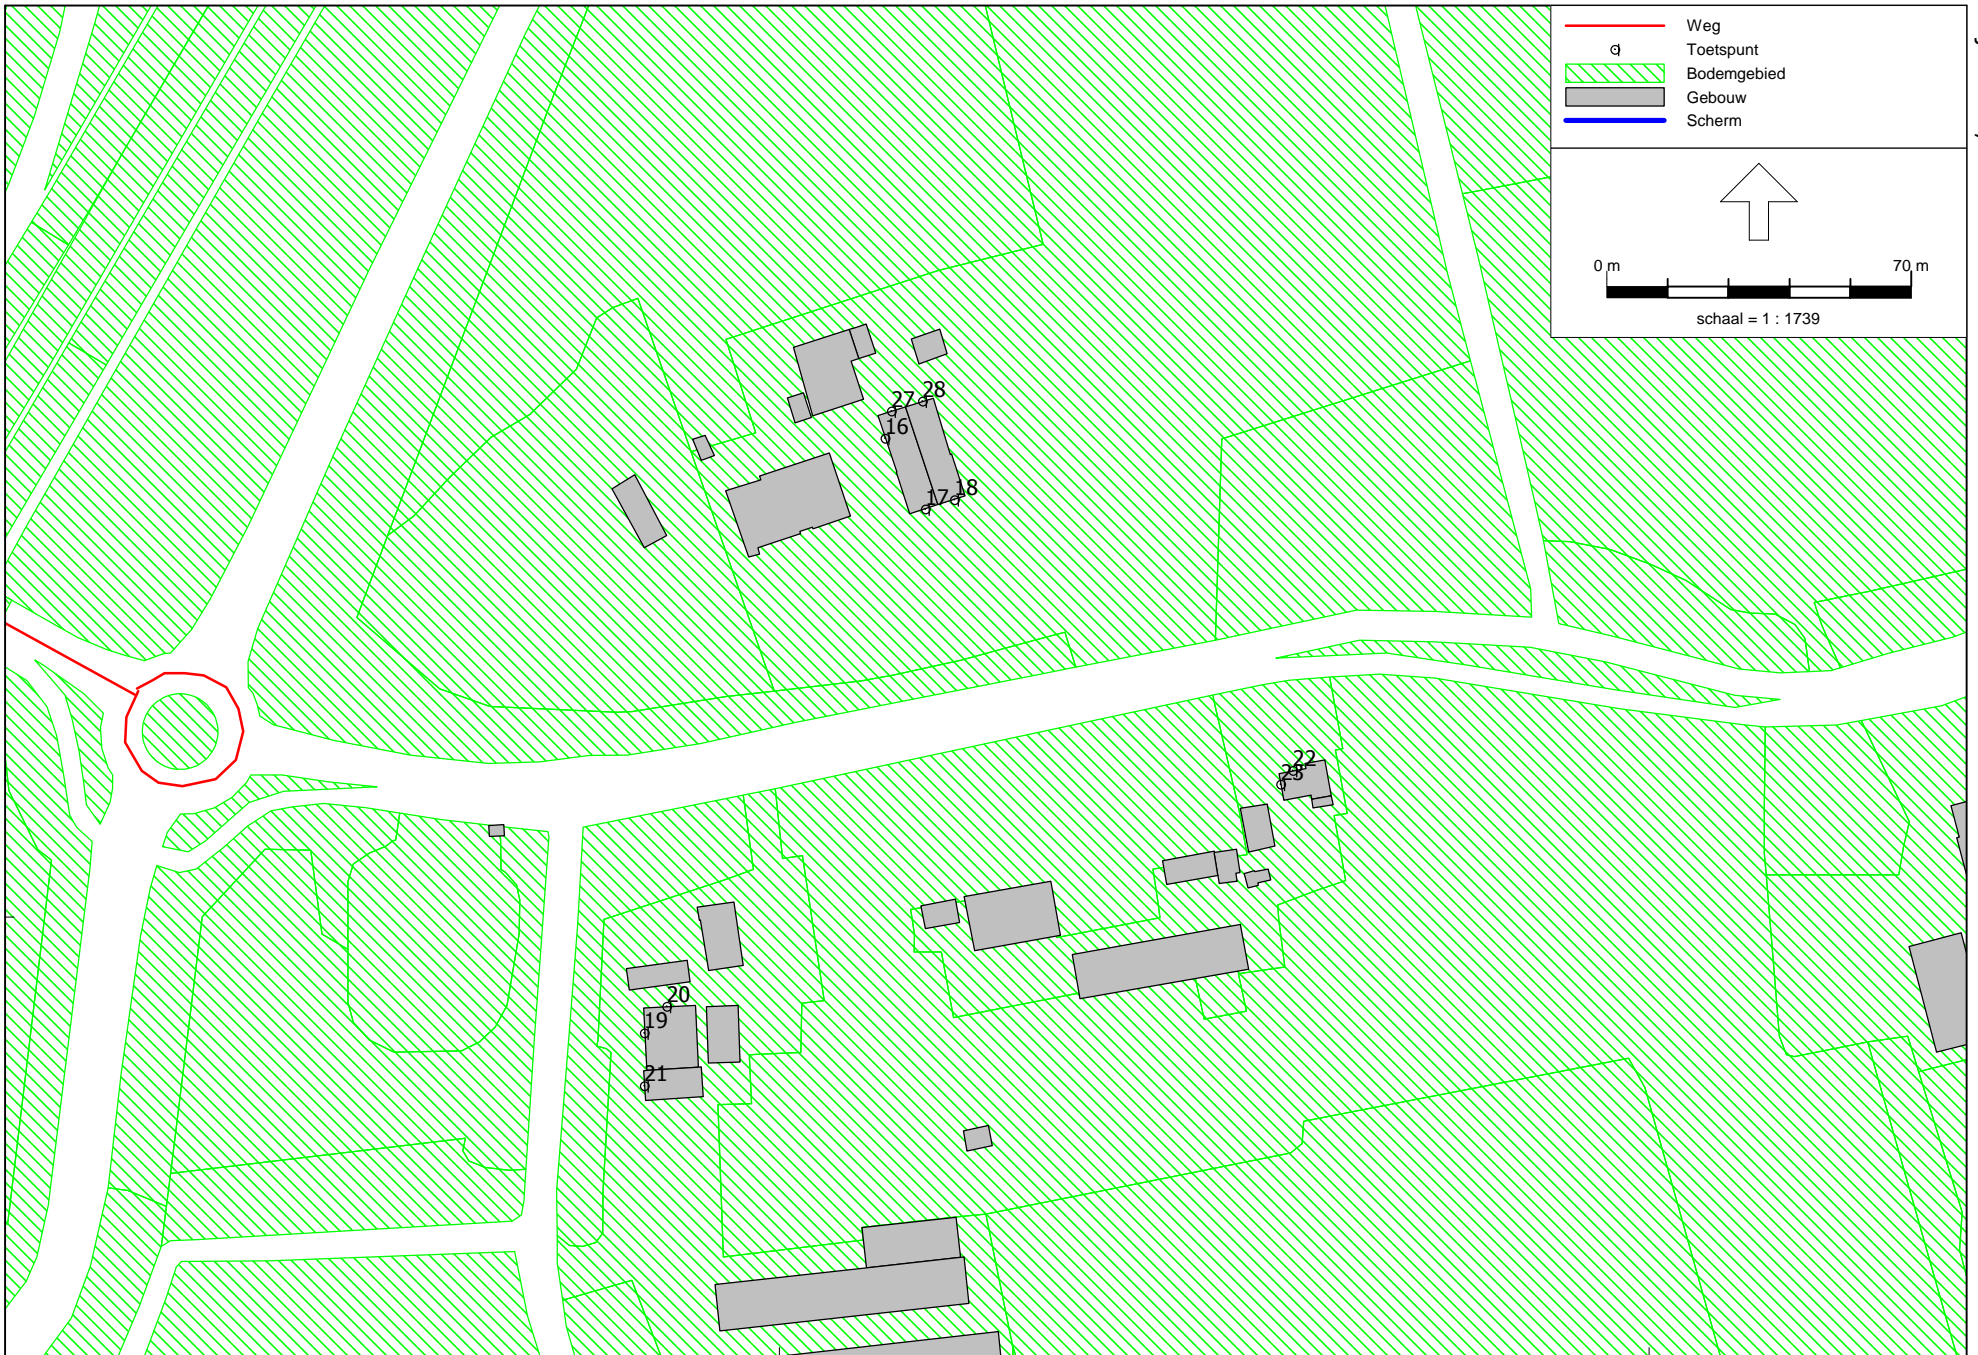 Weg
Toetspunt
Bodemgebied
Gebouw
Scherm
0 m 70 m
schaal = 1 : 1739
28
27
16
18
17
22
23
20
19
21